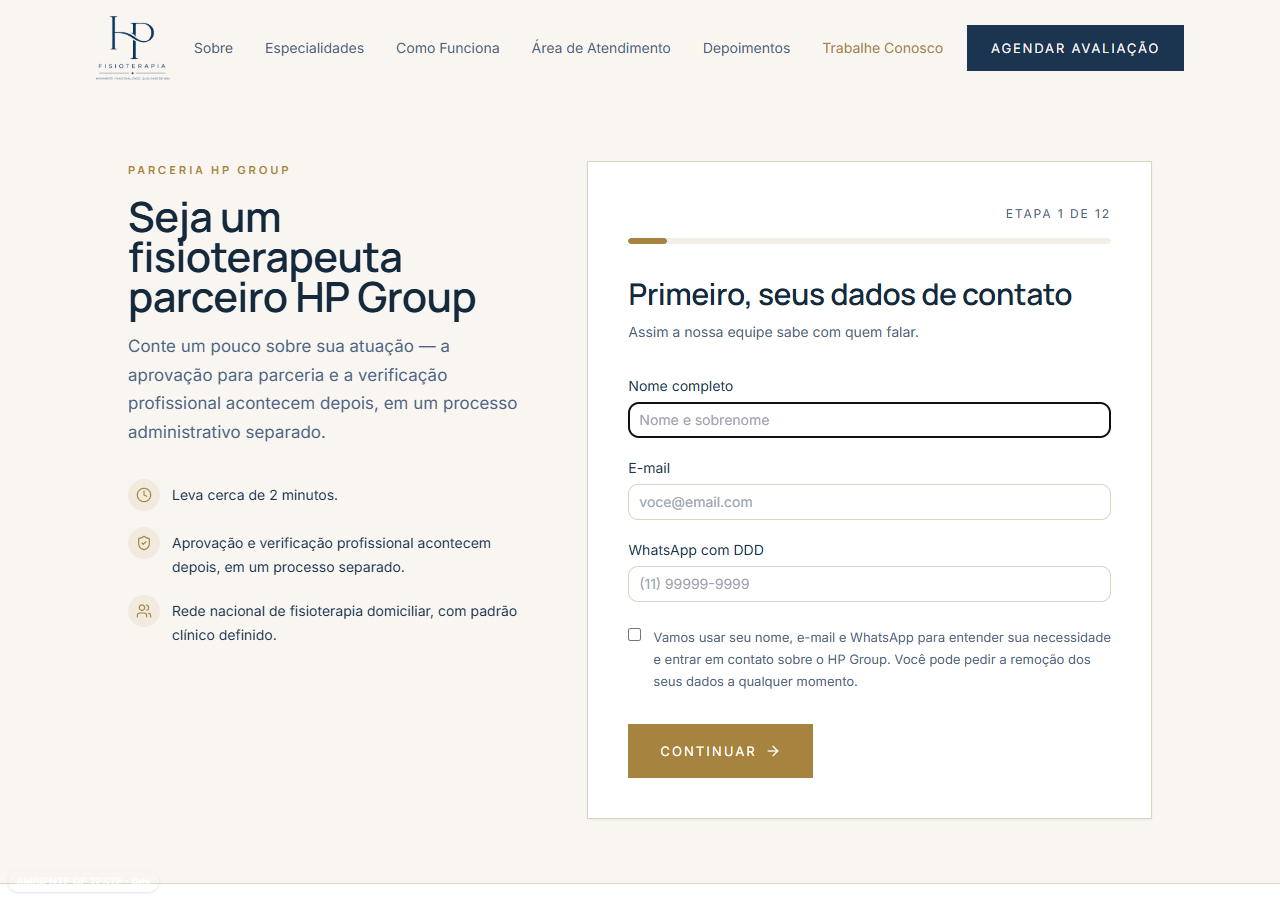 HP
FISIOTERAPIA
Sobre
Especialidades
Como Funciona
Área de Atendimento
Depoimentos
Trabalhe Conosco
AGENDAR AVALIAÇÃO
PARCERIA HP GROUP
Seja um
fisioterapeuta
parceiro HP Group
Conte um pouco sobre sua atuação — a
aprovação para parceria e a verificação
profissional acontecem depois, em um processo
administrativo separado.
Leva cerca de 2 minutos.
Aprovação e verificação profissional acontecem
depois, em um processo separado.
Rede nacional de fisioterapia domiciliar, com padrão
clínico definido.
ETAPA 1 DE 12
Primeiro, seus dados de contato
Assim a nossa equipe sabe com quem falar.
Nome completo
Nome e sobrenome
E-mail
voce@email.com
WhatsApp com DDD
(11) 99999-9999
Vamos usar seu nome, e-mail e WhatsApp para entender sua necessidade
e entrar em contato sobre o HP Group. Você pode pedir a remoção dos
seus dados a qualquer momento.
CONTINUAR →